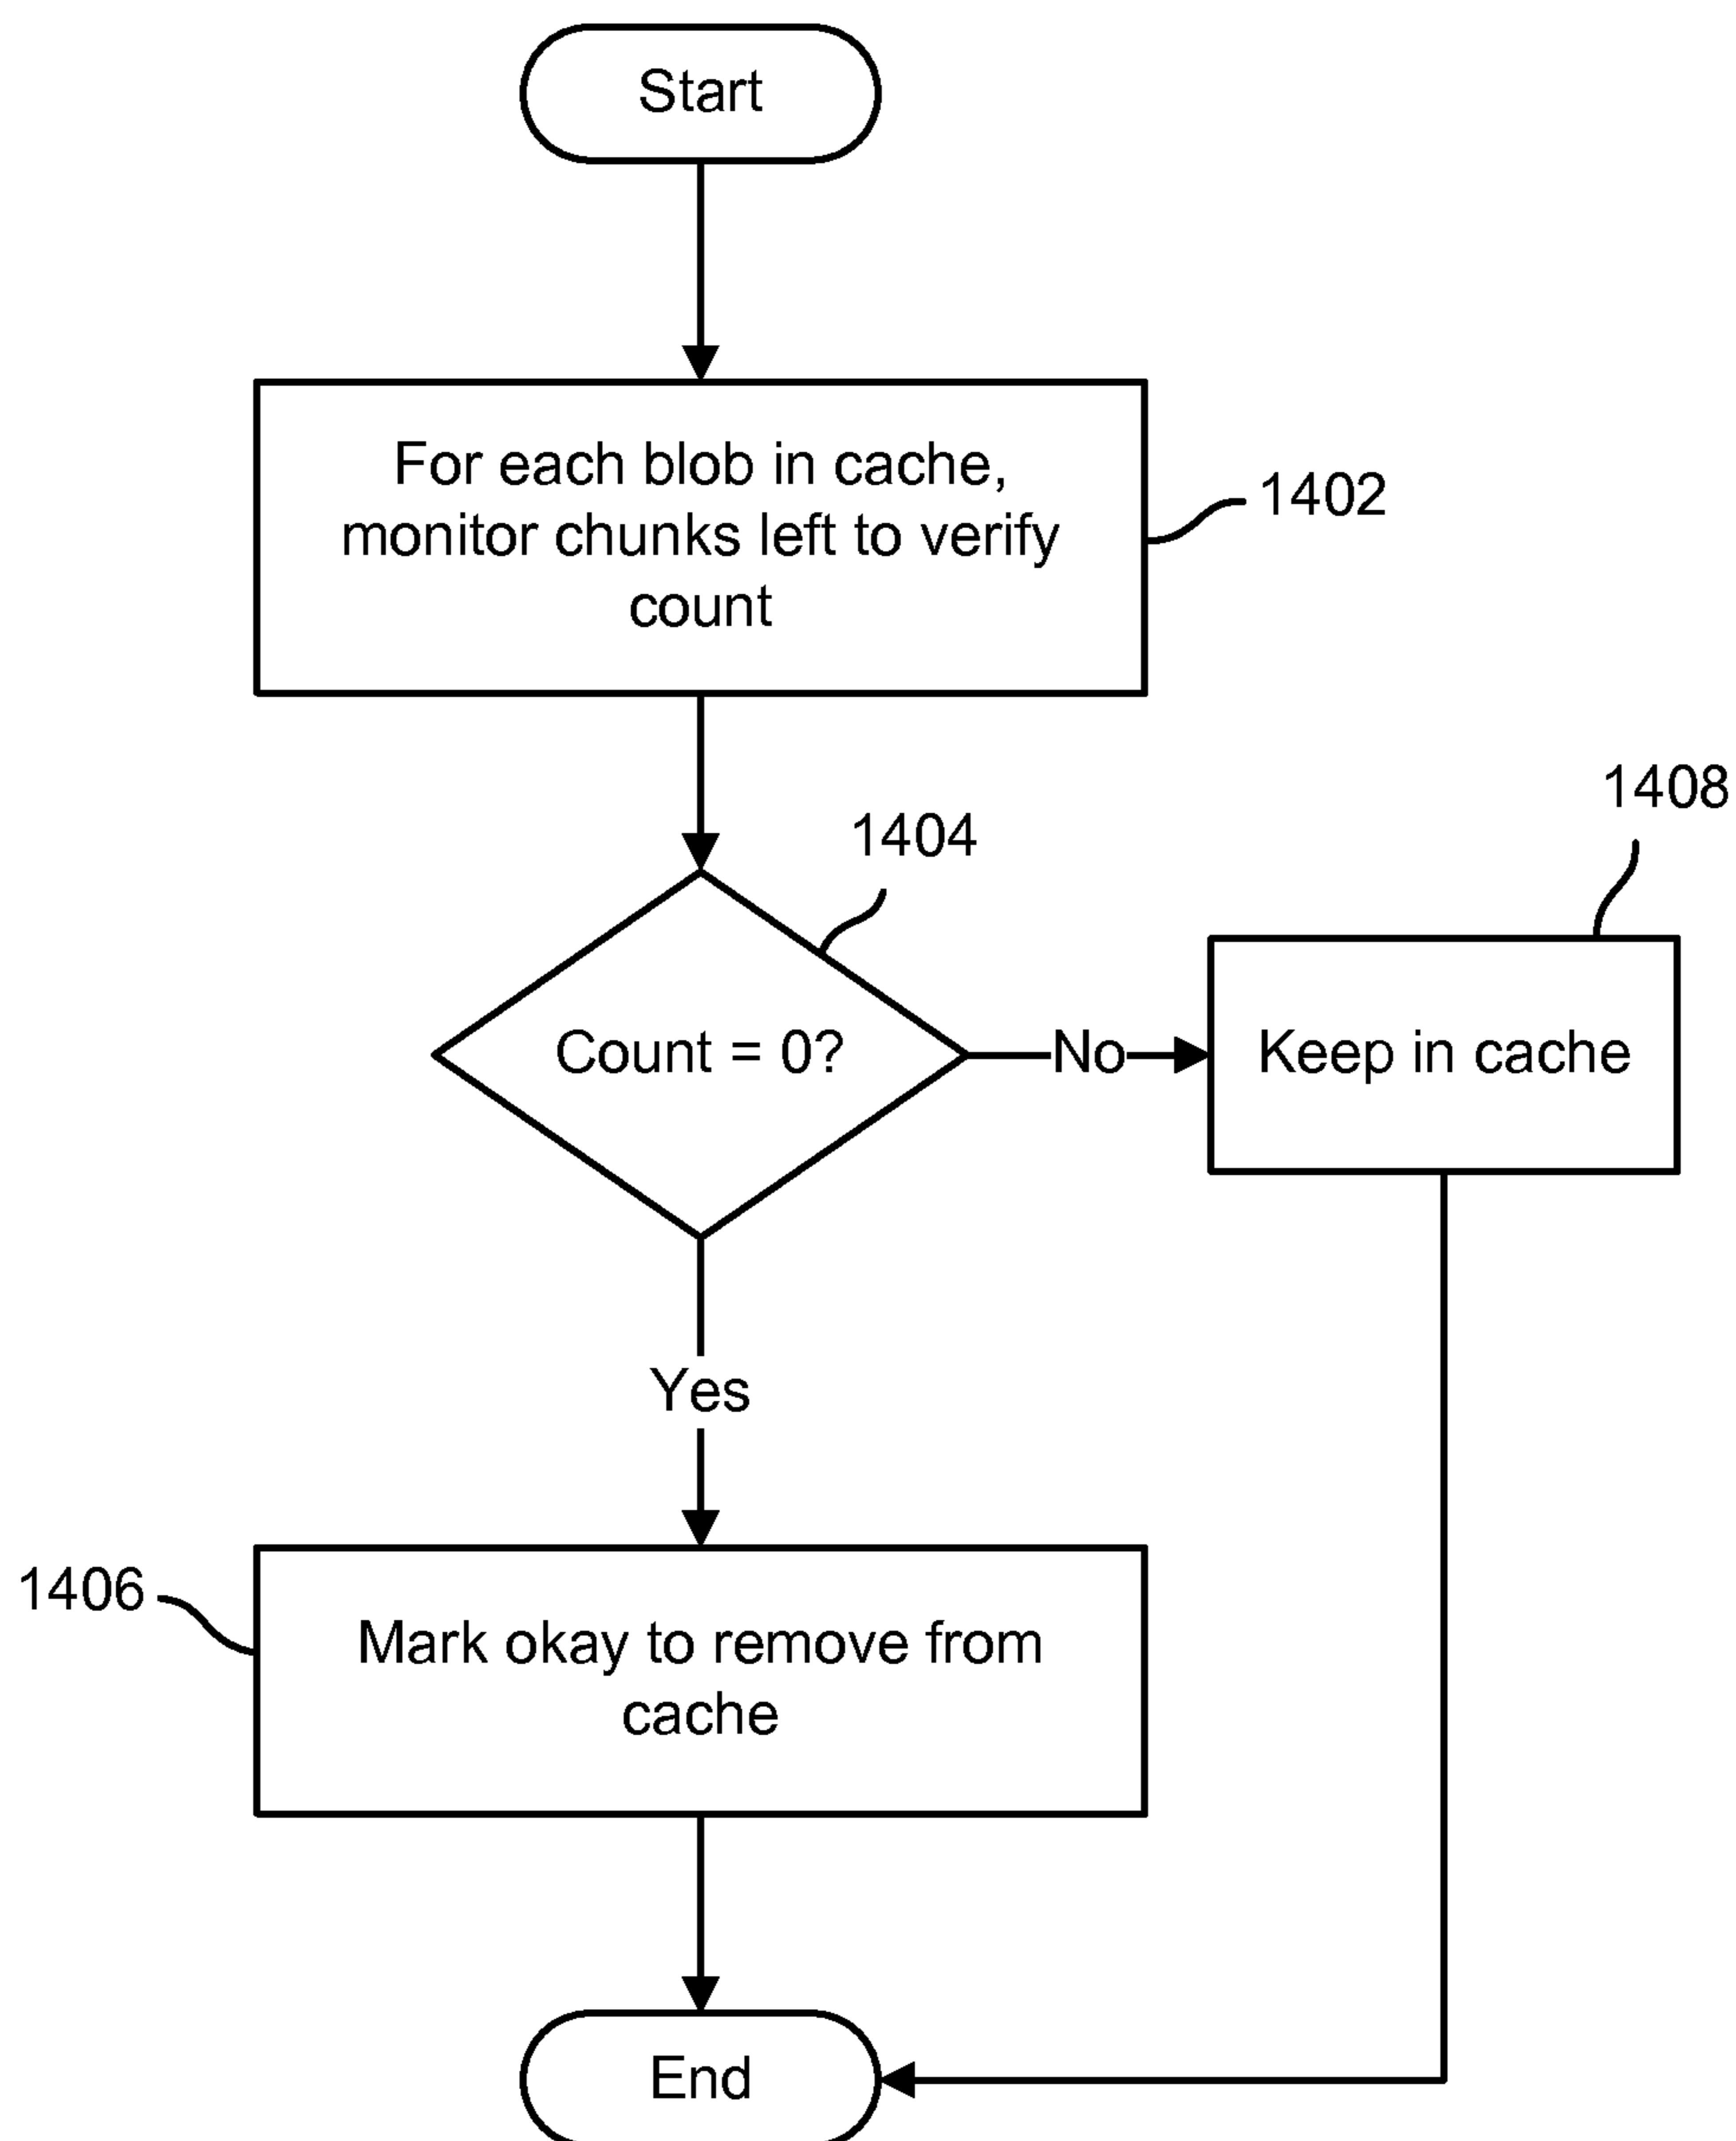 Start
For each blob in cache,
monitor chunks left to verify
count
1402
1404
1408
Count = 0?
No
Keep in cache
Yes
1406
Mark okay to remove from
cache
End